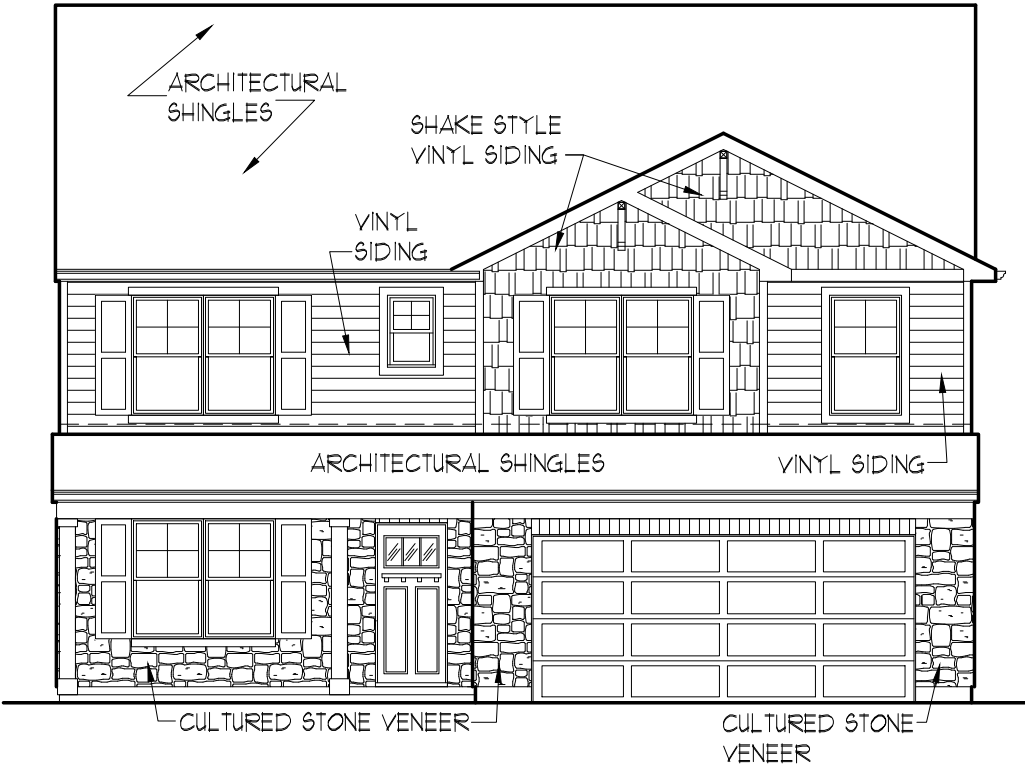 ARCHITECTURAL
SHINGLES
SHAKE STYLE
VINYL SIDING
VINYL
SIDING
ARCHITECTURAL SHINGLES
VINYL SIDING
CULTURED STONE VENEER
CULTURED STONE
VENEER